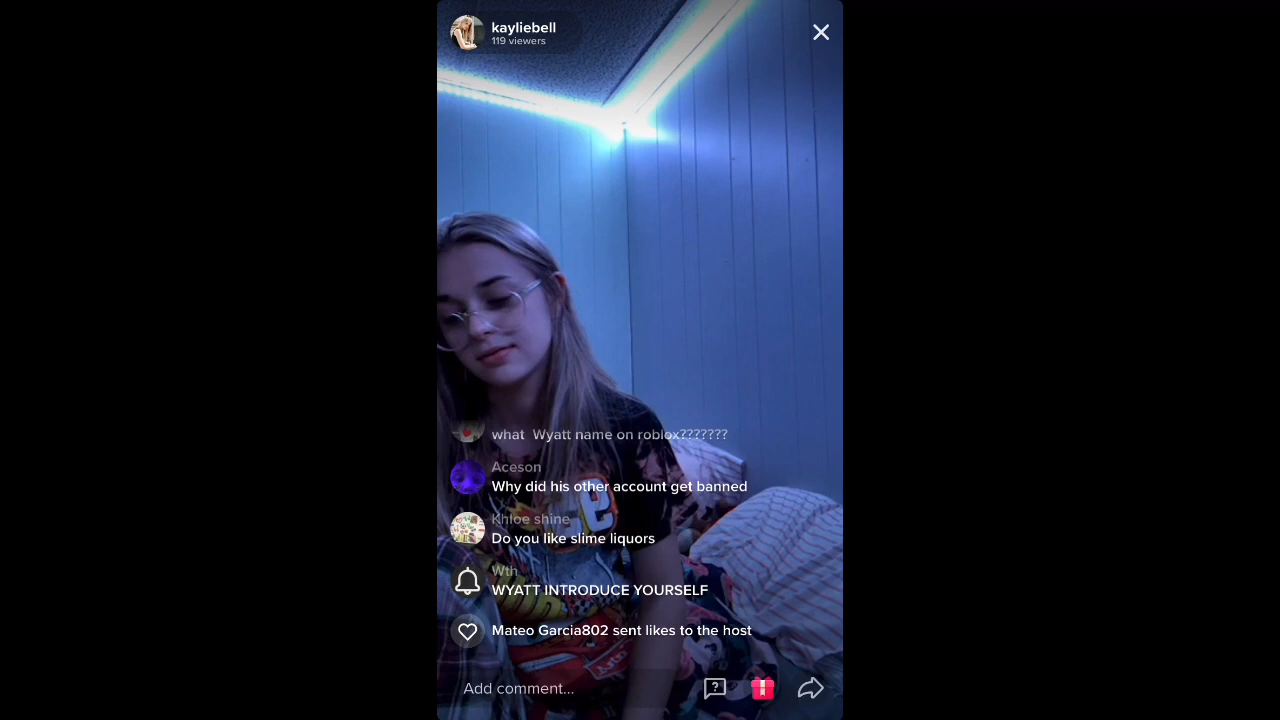 kayliebell
119 viewers
what Wyatt name on roblox???????
Aceson
Why did his other account get banned
Khloe shine
Do you like slime liquors
Wth
WYATT INTRODUCE YOURSELF
Mateo Garcia802 sent likes to the host
Add comment...